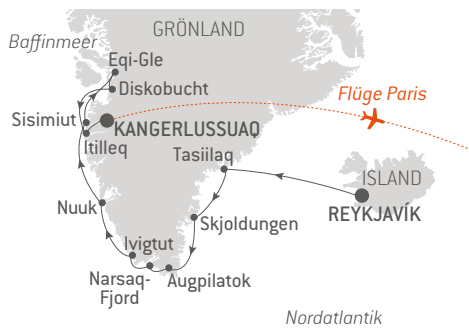 GRÖNLAND
Baffinmeer
Eqi-Gle
Diskobucht
Flüge Paris
Sisimiut
KANGERLUSSUAQ
Itilleq
Tasiilaq
ISLAND
Nuuk
REYKJAVÍK
Skjoldungen
Ivigtut
Narsaq-
Fjord
Augpilatok
Nordatlantik